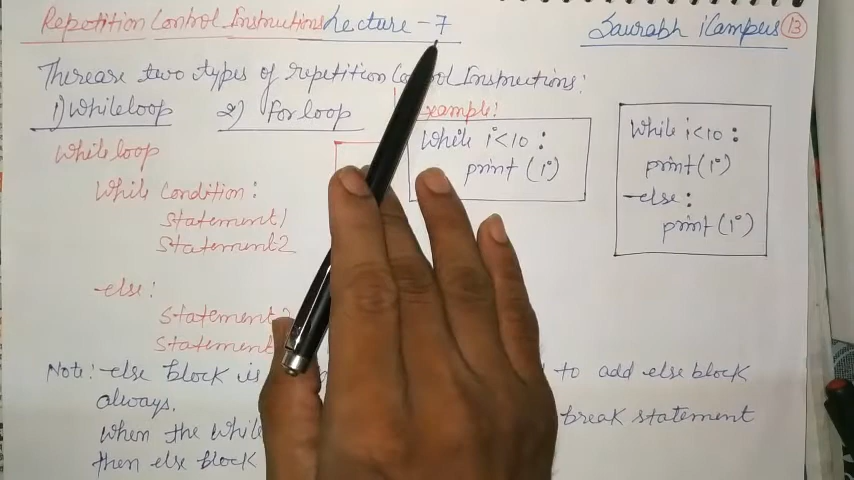 Repetition Control Instructions Lecture - 7 Saurabh iCampus 13
There are two types of repetition Control Instructions:
1) While loop 2) For loop
While loop
While Condition:
Statement1
Statement2
else:
Statement
Statement
Note: else block is to add else block
always.
When the while break statement
then else block
Example:
While i<10:
print(i)
While i<10:
print(i)
else:
print(i)